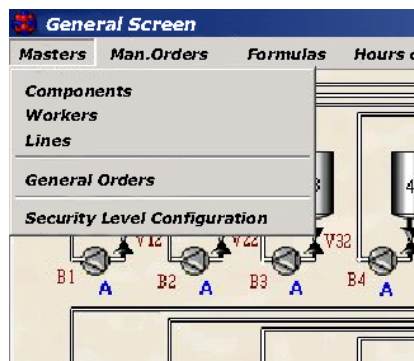 General Screen
Masters Man.Orders Formulas Hours
Components
Workers
Lines
General Orders
Security Level Configuration
3 4
V12 V22 V32
B1 A B2 A B3 A B4 A